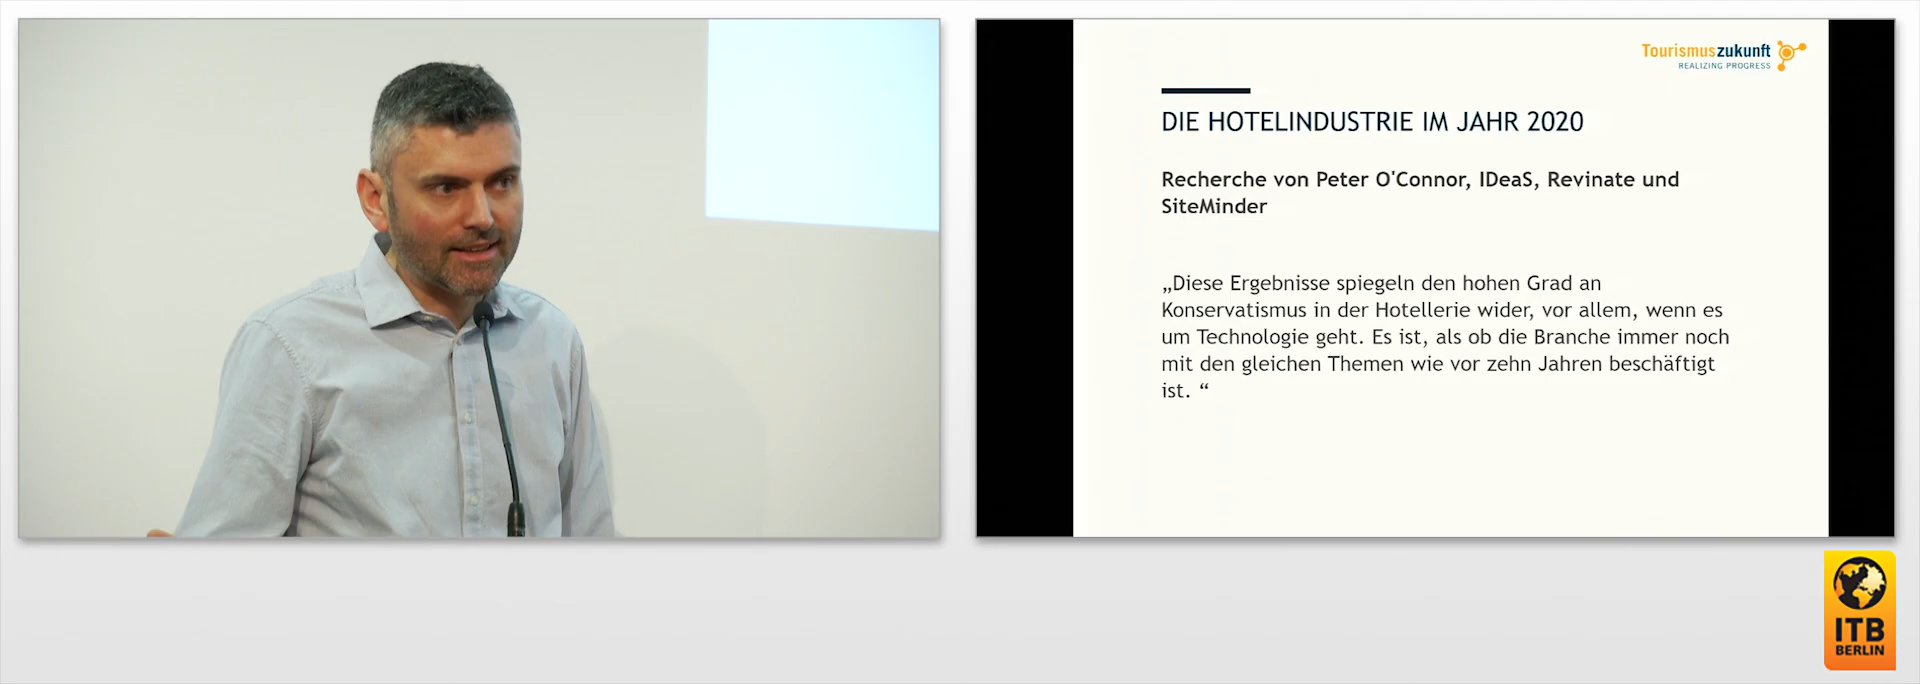 Tourismuszukunft
REALIZING PROGRESS
DIE HOTELINDUSTRIE IM JAHR 2020
Recherche von Peter O'Connor, IDeaS, Revinate und
SiteMinder
„Diese Ergebnisse spiegeln den hohen Grad an
Konservatismus in der Hotellerie wider, vor allem, wenn es
um Technologie geht. Es ist, als ob die Branche immer noch
mit den gleichen Themen wie vor zehn Jahren beschäftigt
ist. “
ITB
BERLIN